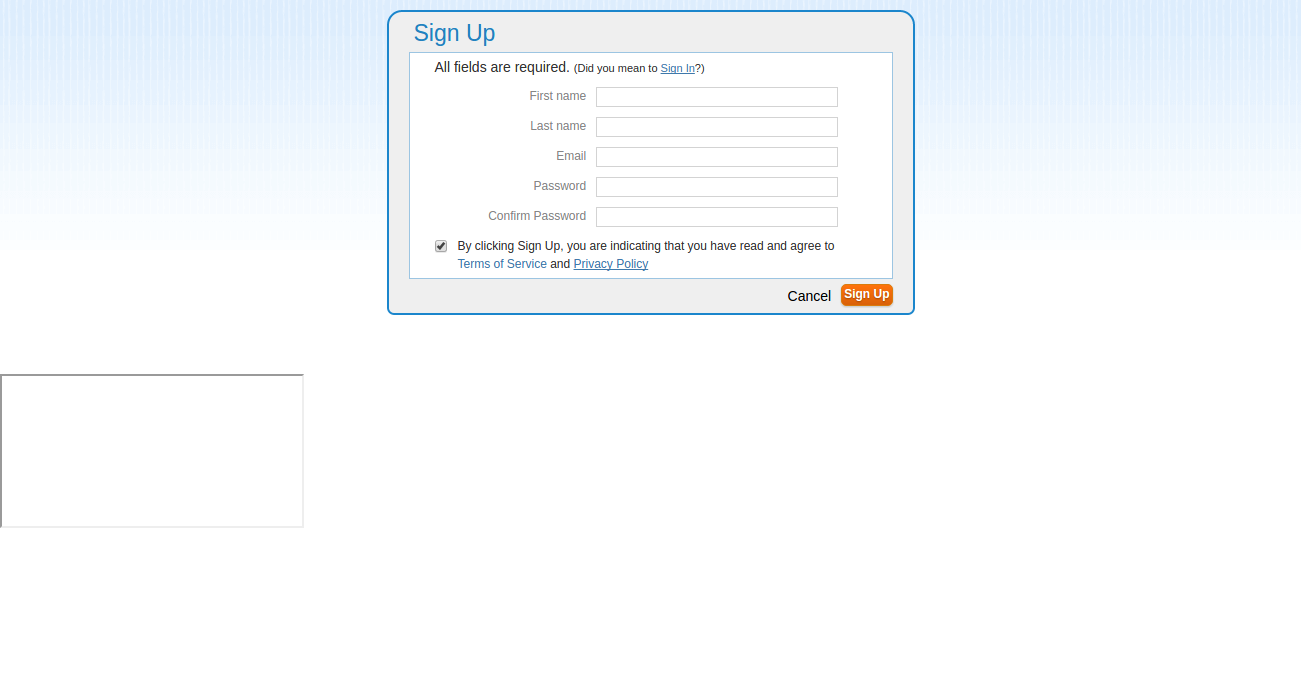 Sign Up
All fields are required. (Did you mean to Sign In?)
First name
Last name
Email
Password
Confirm Password
By clicking Sign Up, you are indicating that you have read and agree to
Terms of Service and Privacy Policy
Cancel Sign Up